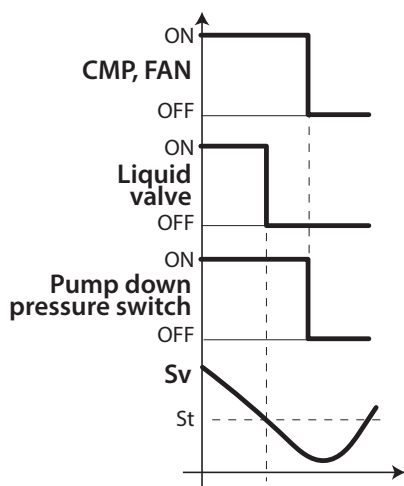 ON
CMP, FAN
OFF
ON
Liquid
valve
OFF
ON
Pump down
pressure switch
OFF
Sv
St